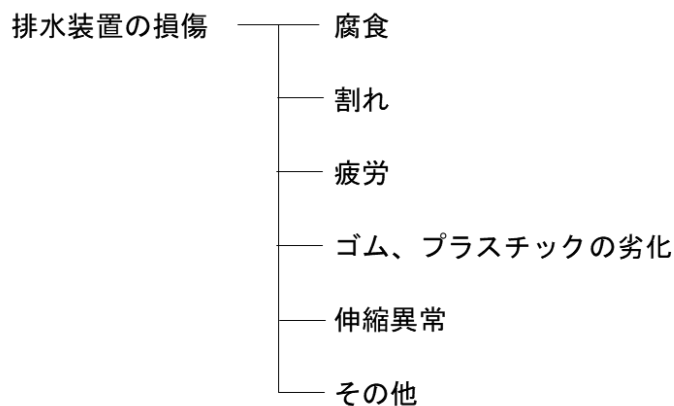 排水装置の損傷
腐食
割れ
疲労
ゴム、プラスチックの劣化
伸縮異常
その他